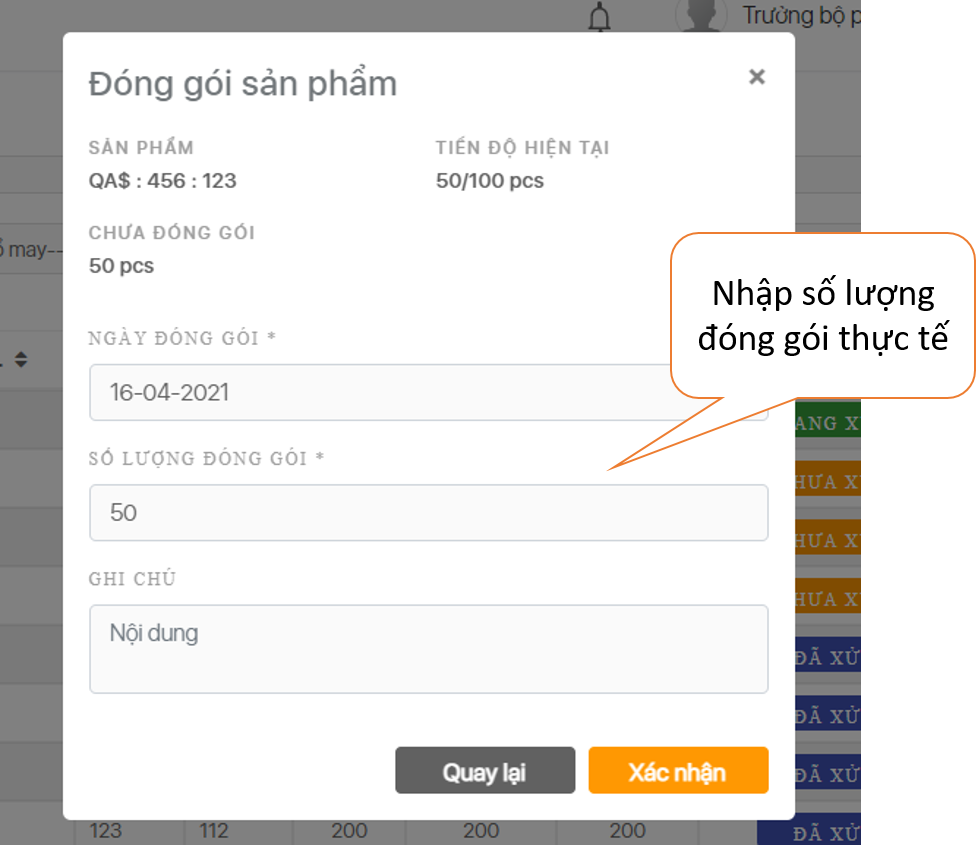 Trưởng bộ p
Đóng gói sản phẩm
×
SẢN PHẨM
TIẾN ĐỘ HIỆN TẠI
QA$ : 456 : 123
50/100 pcs
CHƯA ĐÓNG GÓI
50 pcs
ổ may--
Nhập số lượng
đóng gói thực tế
NGÀY ĐÓNG GÓI *
16-04-2021
ANG X
SỐ LƯỢNG ĐÓNG GÓI *
HƯA X
50
HƯA X
GHI CHÚ
HƯA X
Nội dung
ĐÃ XỬ
ĐÃ XỬ
Quay lại
Xác nhận
ĐÃ XỬ
123
112
200
200
200
ĐÃ XỬ